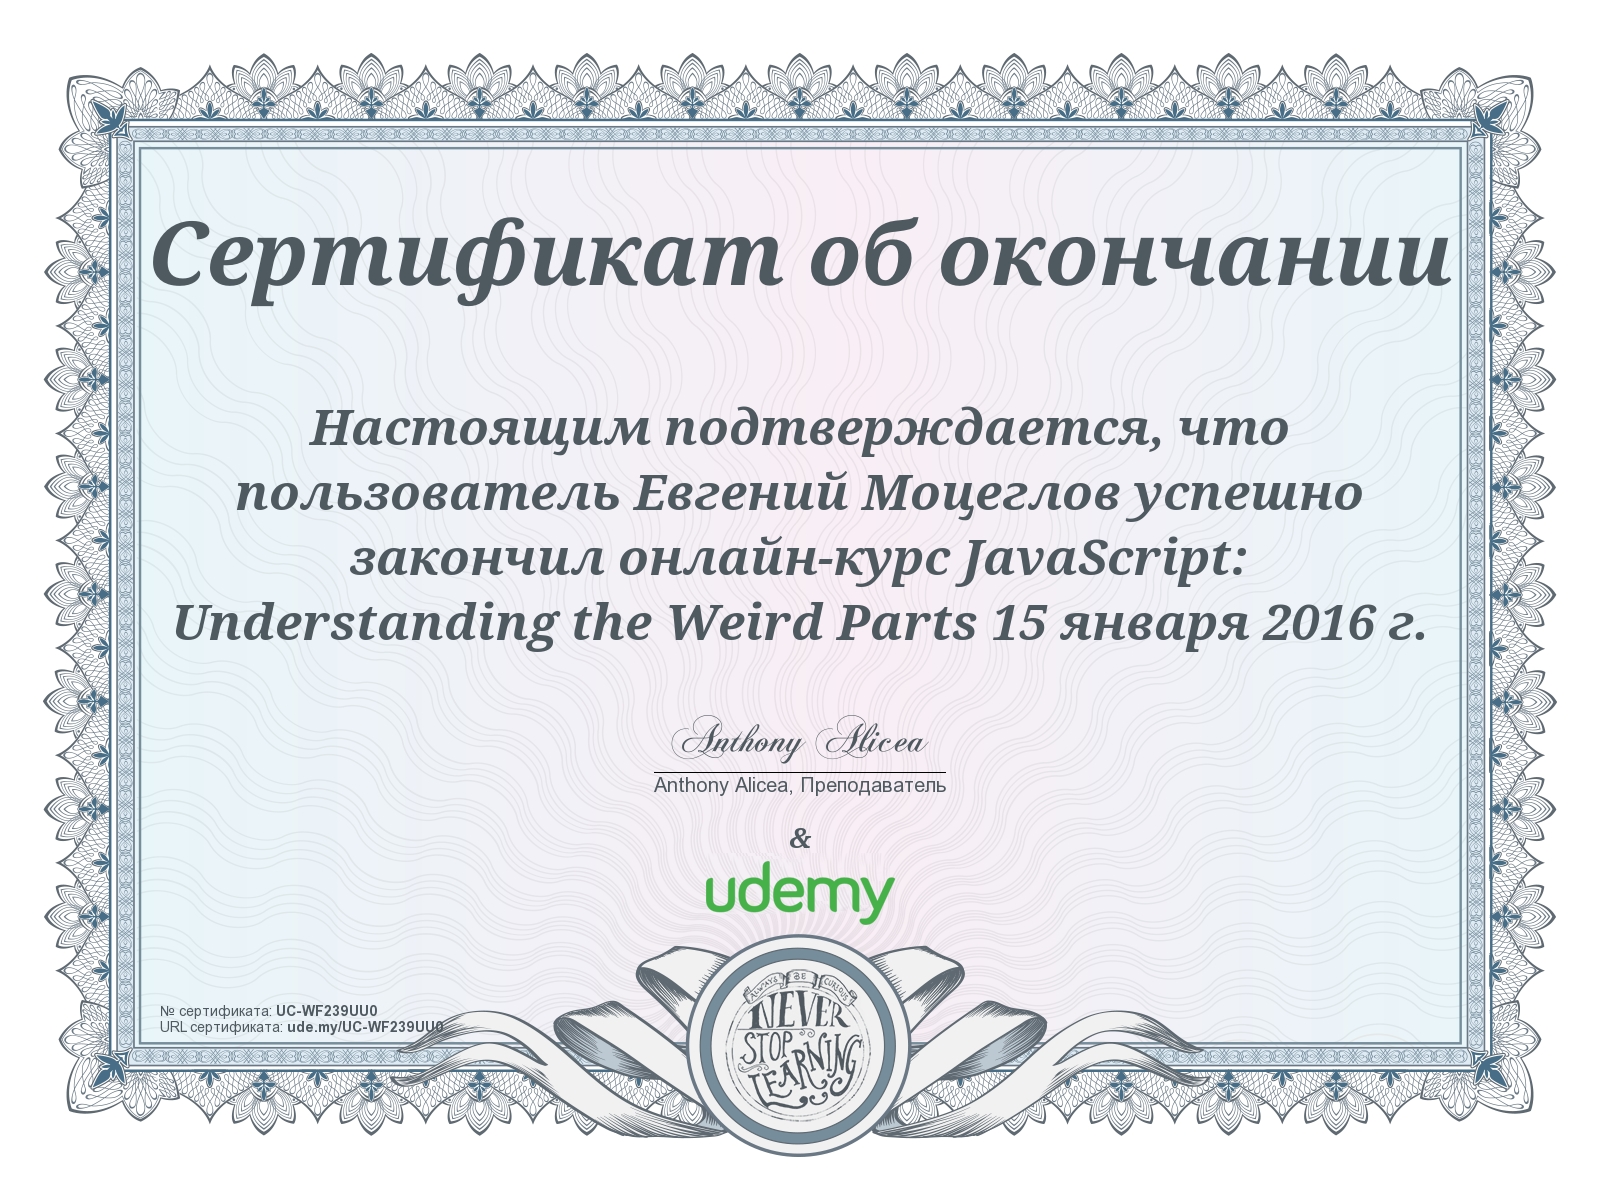 Сертификат об окончании
Настоящим подтверждается, что
пользователь Евгений Моцеглов успешно
закончил онлайн-курс JavaScript:
Understanding the Weird Parts 15 января 2016 г.
Anthony Alicea
Anthony Alicea, Преподаватель
&
udemy
№ сертификата: UC-WF239UU0
URL сертификата: ude.my/UC-WF239UU0
ALWAYS BE CURIOUS
NEVER
STOP
LEARNING